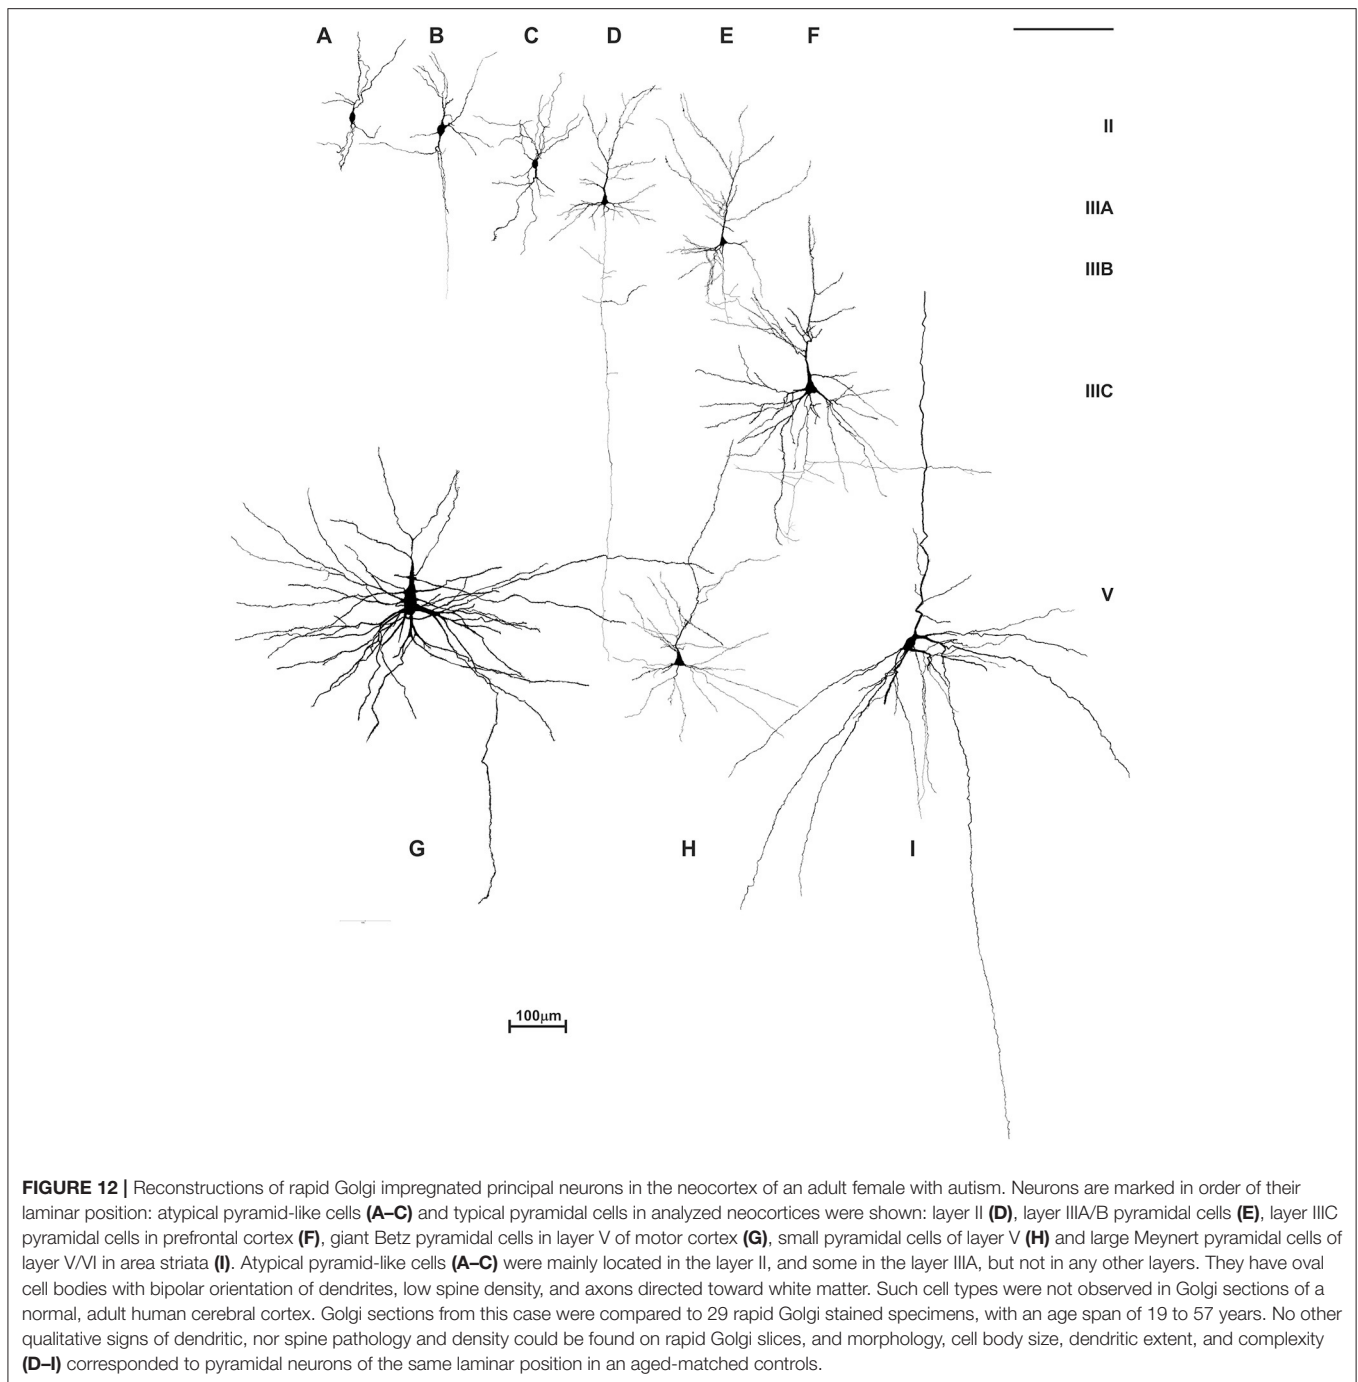 A B C D E F
II
IIIA
IIIB
IIIC
V
G H I
100μm
FIGURE 12 | Reconstructions of rapid Golgi impregnated principal neurons in the neocortex of an adult female with autism. Neurons are marked in order of their
laminar position: atypical pyramid-like cells (A–C) and typical pyramidal cells in analyzed neocortices were shown: layer II (D), layer IIIA/B pyramidal cells (E), layer IIIC
pyramidal cells in prefrontal cortex (F), giant Betz pyramidal cells in layer V of motor cortex (G), small pyramidal cells of layer V (H) and large Meynert pyramidal cells of
layer V/VI in area striata (I). Atypical pyramid-like cells (A–C) were mainly located in the layer II, and some in the layer IIIA, but not in any other layers. They have oval
cell bodies with bipolar orientation of dendrites, low spine density, and axons directed toward white matter. Such cell types were not observed in Golgi sections of a
normal, adult human cerebral cortex. Golgi sections from this case were compared to 29 rapid Golgi stained specimens, with an age span of 19 to 57 years. No other
qualitative signs of dendritic, nor spine pathology and density could be found on rapid Golgi slices, and morphology, cell body size, dendritic extent, and complexity
(D–I) corresponded to pyramidal neurons of the same laminar position in an aged-matched controls.